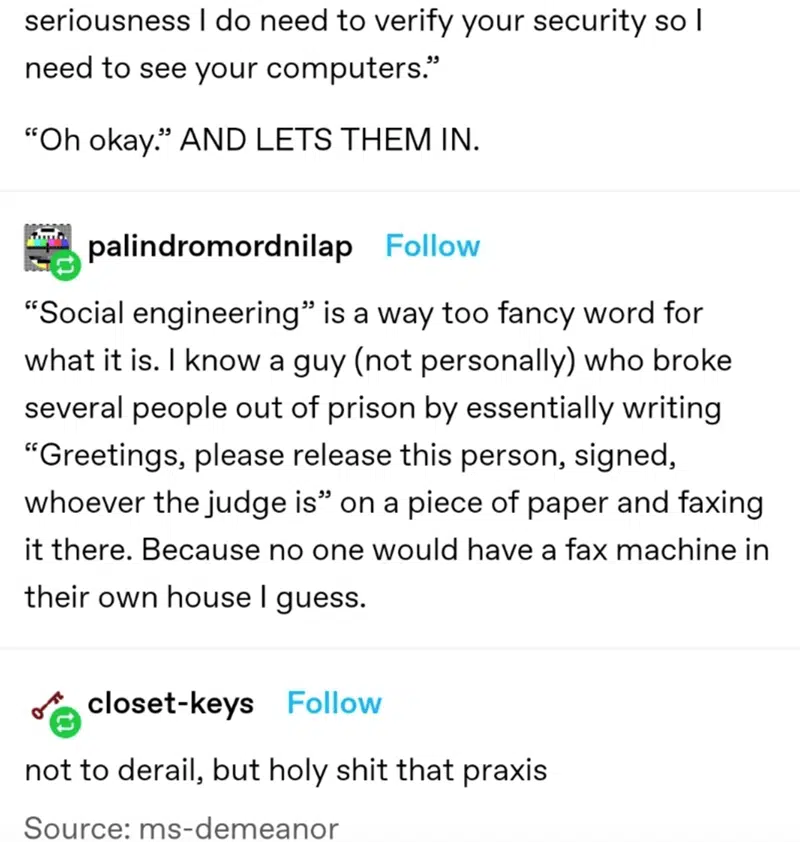 seriousness I do need to verify your security so I
need to see your computers.”
“Oh okay.” AND LETS THEM IN.
palindromordnilap Follow
“Social engineering” is a way too fancy word for
what it is. I know a guy (not personally) who broke
several people out of prison by essentially writing
“Greetings, please release this person, signed,
whoever the judge is” on a piece of paper and faxing
it there. Because no one would have a fax machine in
their own house I guess.
closet-keys Follow
not to derail, but holy shit that praxis
Source: ms-demeanor